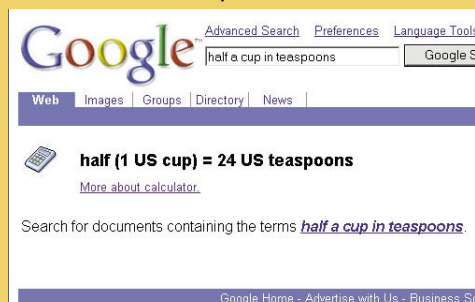 Google
Advanced Search Preferences Language Tools
half a cup in teaspoons
Google S
Web Images Groups Directory News
half (1 US cup) = 24 US teaspoons
More about calculator.
Search for documents containing the terms half a cup in teaspoons.
Google Home - Advertise with Us - Business S